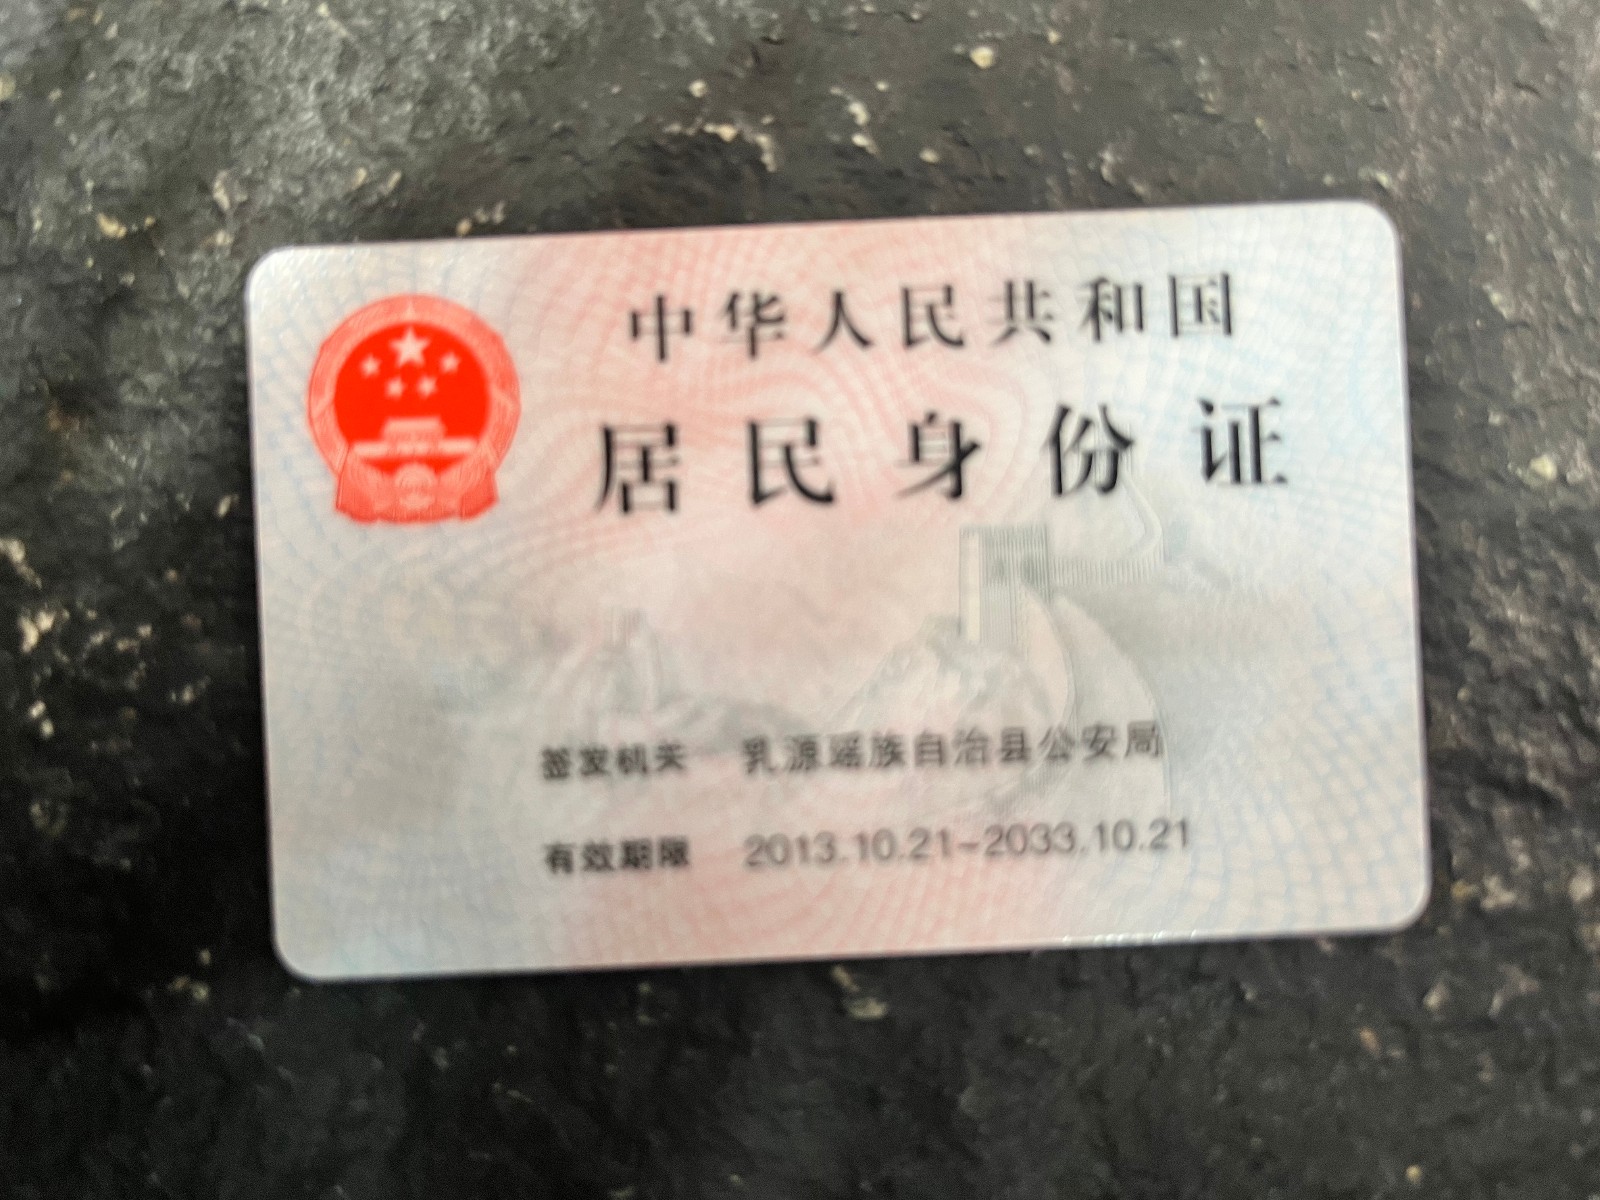 中华人民共和国
居民身份证
签发机关 乳源瑶族自治县公安局
有效期限 2013.10.21-2033.10.21